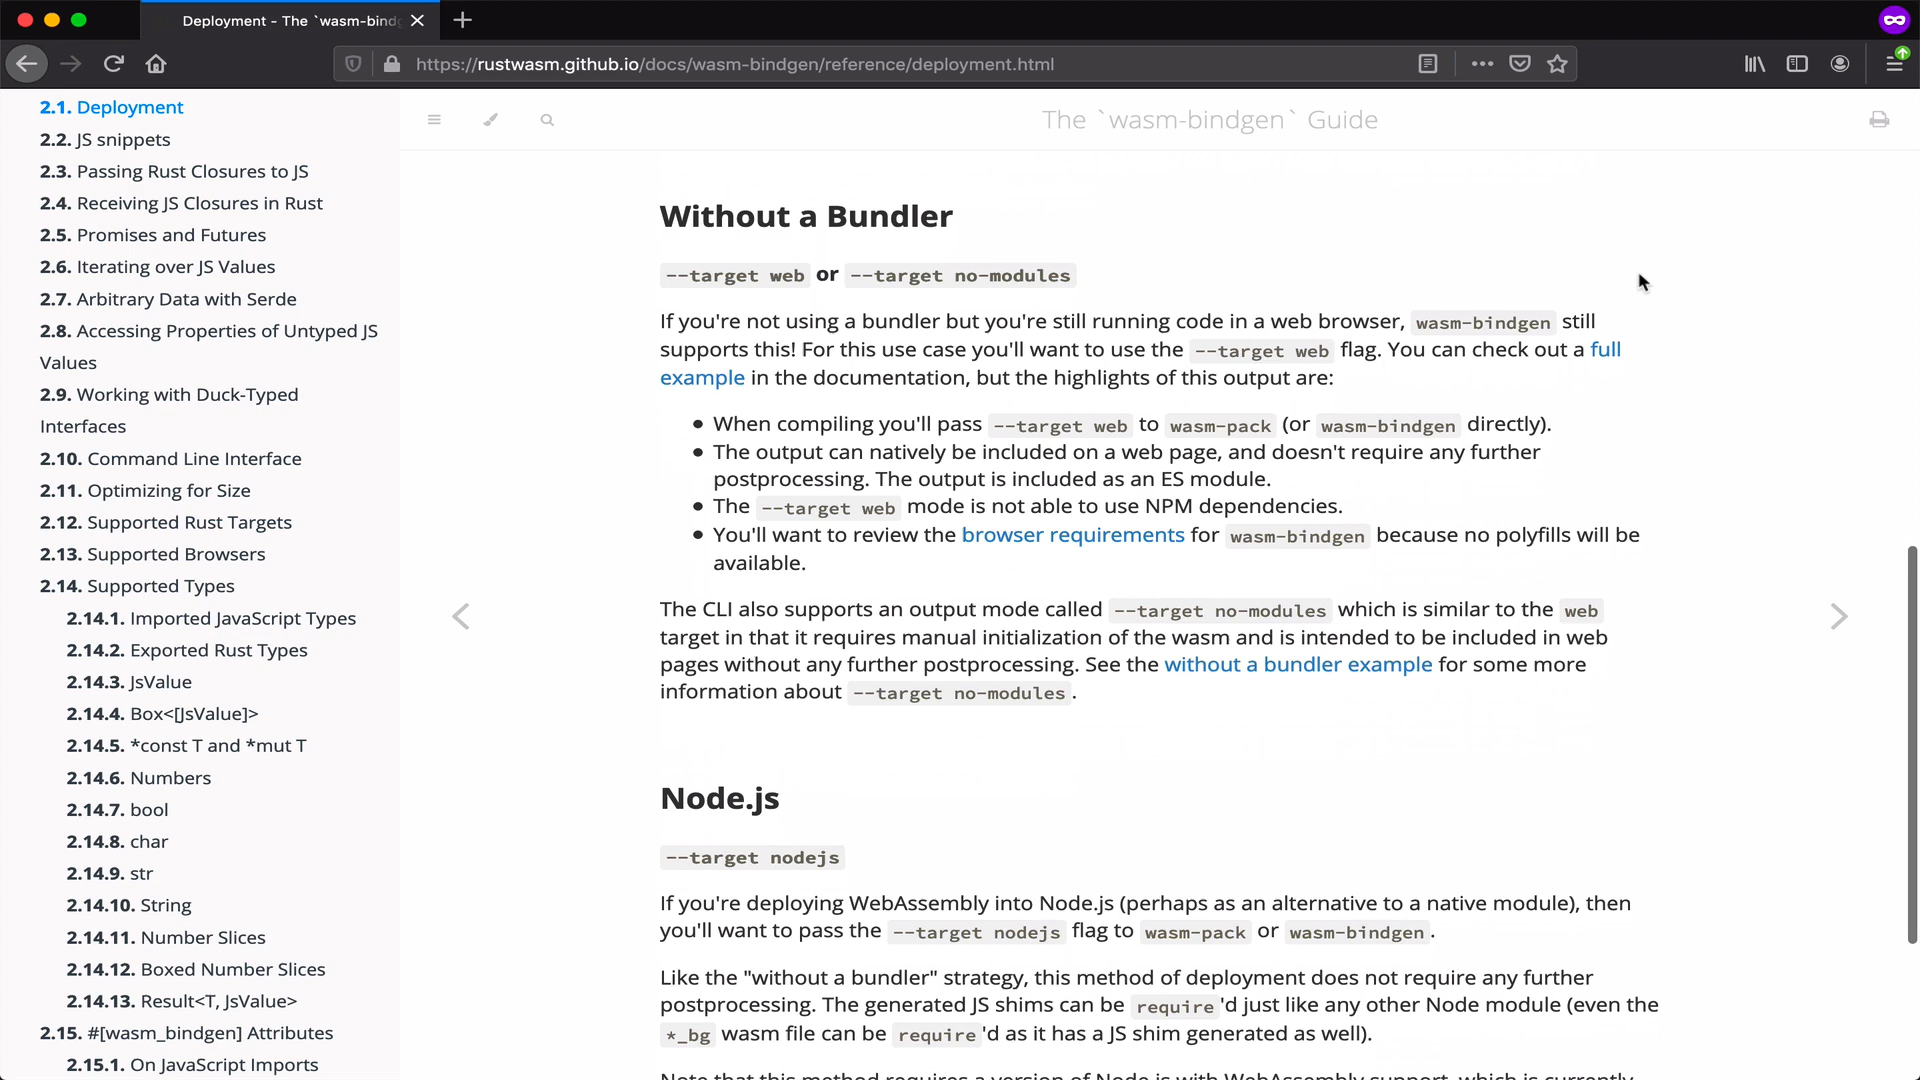 Deployment - The `wasm-bind
https://rustwasm.github.io/docs/wasm-bindgen/reference/deployment.html
2.1. Deployment
2.2. JS snippets
2.3. Passing Rust Closures to JS
2.4. Receiving JS Closures in Rust
2.5. Promises and Futures
2.6. Iterating over JS Values
2.7. Arbitrary Data with Serde
2.8. Accessing Properties of Untyped JS
Values
2.9. Working with Duck-Typed
Interfaces
2.10. Command Line Interface
2.11. Optimizing for Size
2.12. Supported Rust Targets
2.13. Supported Browsers
2.14. Supported Types
2.14.1. Imported JavaScript Types
2.14.2. Exported Rust Types
2.14.3. JsValue
2.14.4. Box<[JsValue]>
2.14.5. *const T and *mut T
2.14.6. Numbers
2.14.7. bool
2.14.8. char
2.14.9. str
2.14.10. String
2.14.11. Number Slices
2.14.12. Boxed Number Slices
2.14.13. Result<T, JsValue>
2.15. #[wasm_bindgen] Attributes
2.15.1. On JavaScript Imports
The `wasm-bindgen` Guide
Without a Bundler
--target web or --target no-modules
If you're not using a bundler but you're still running code in a web browser, wasm-bindgen still
supports this! For this use case you'll want to use the --target web flag. You can check out a full
example in the documentation, but the highlights of this output are:
• When compiling you'll pass --target web to wasm-pack (or wasm-bindgen directly).
• The output can natively be included on a web page, and doesn't require any further
postprocessing. The output is included as an ES module.
• The --target web mode is not able to use NPM dependencies.
• You'll want to review the browser requirements for wasm-bindgen because no polyfills will be
available.
The CLI also supports an output mode called --target no-modules which is similar to the web
target in that it requires manual initialization of the wasm and is intended to be included in web
pages without any further postprocessing. See the without a bundler example for some more
information about --target no-modules.
Node.js
--target nodejs
If you're deploying WebAssembly into Node.js (perhaps as an alternative to a native module), then
you'll want to pass the --target nodejs flag to wasm-pack or wasm-bindgen.
Like the "without a bundler" strategy, this method of deployment does not require any further
postprocessing. The generated JS shims can be require'd just like any other Node module (even the
*_bg wasm file can be require'd as it has a JS shim generated as well).
Note that this method requires a version of Node.js with WebAssembly support, which is currently